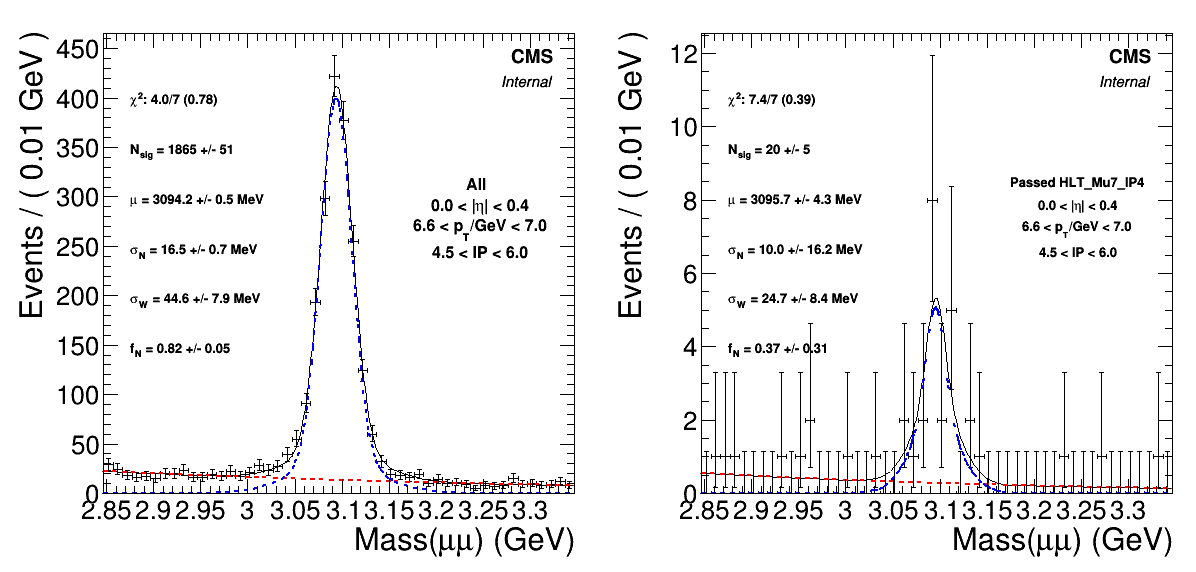 Events / ( 0.01 GeV )
450
400
350
300
250
200
150
100
50
0
CMS
Internal
χ²: 4.0/7 (0.78)
N_sig = 1865 +/- 51
μ = 3094.2 +/- 0.5 MeV
σ_N = 16.5 +/- 0.7 MeV
σ_W = 44.6 +/- 7.9 MeV
f_N = 0.82 +/- 0.05
All
0.0 < |η| < 0.4
6.6 < p_T/GeV < 7.0
4.5 < IP < 6.0
2.85 2.9 2.95 3 3.05 3.1 3.15 3.2 3.25 3.3
Mass(μμ) (GeV)
Events / ( 0.01 GeV )
12
10
8
6
4
2
0
CMS
Internal
χ²: 7.4/7 (0.39)
N_sig = 20 +/- 5
μ = 3095.7 +/- 4.3 MeV
σ_N = 10.0 +/- 16.2 MeV
σ_W = 24.7 +/- 8.4 MeV
f_N = 0.37 +/- 0.31
Passed HLT_Mu7_IP4
0.0 < |η| < 0.4
6.6 < p_T/GeV < 7.0
4.5 < IP < 6.0
2.85 2.9 2.95 3 3.05 3.1 3.15 3.2 3.25 3.3
Mass(μμ) (GeV)